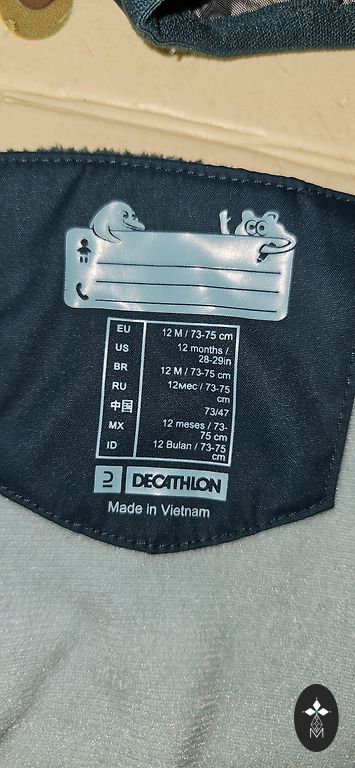 EU 12 M / 73-75 cm
US 12 months /
28-29in
BR 12 M / 73-75 cm
RU 12мес / 73-75
cm
中国 73/47
MX 12 meses / 73-
75 cm
ID 12 Bulan / 73-75
cm
DECATHLON
Made in Vietnam
M